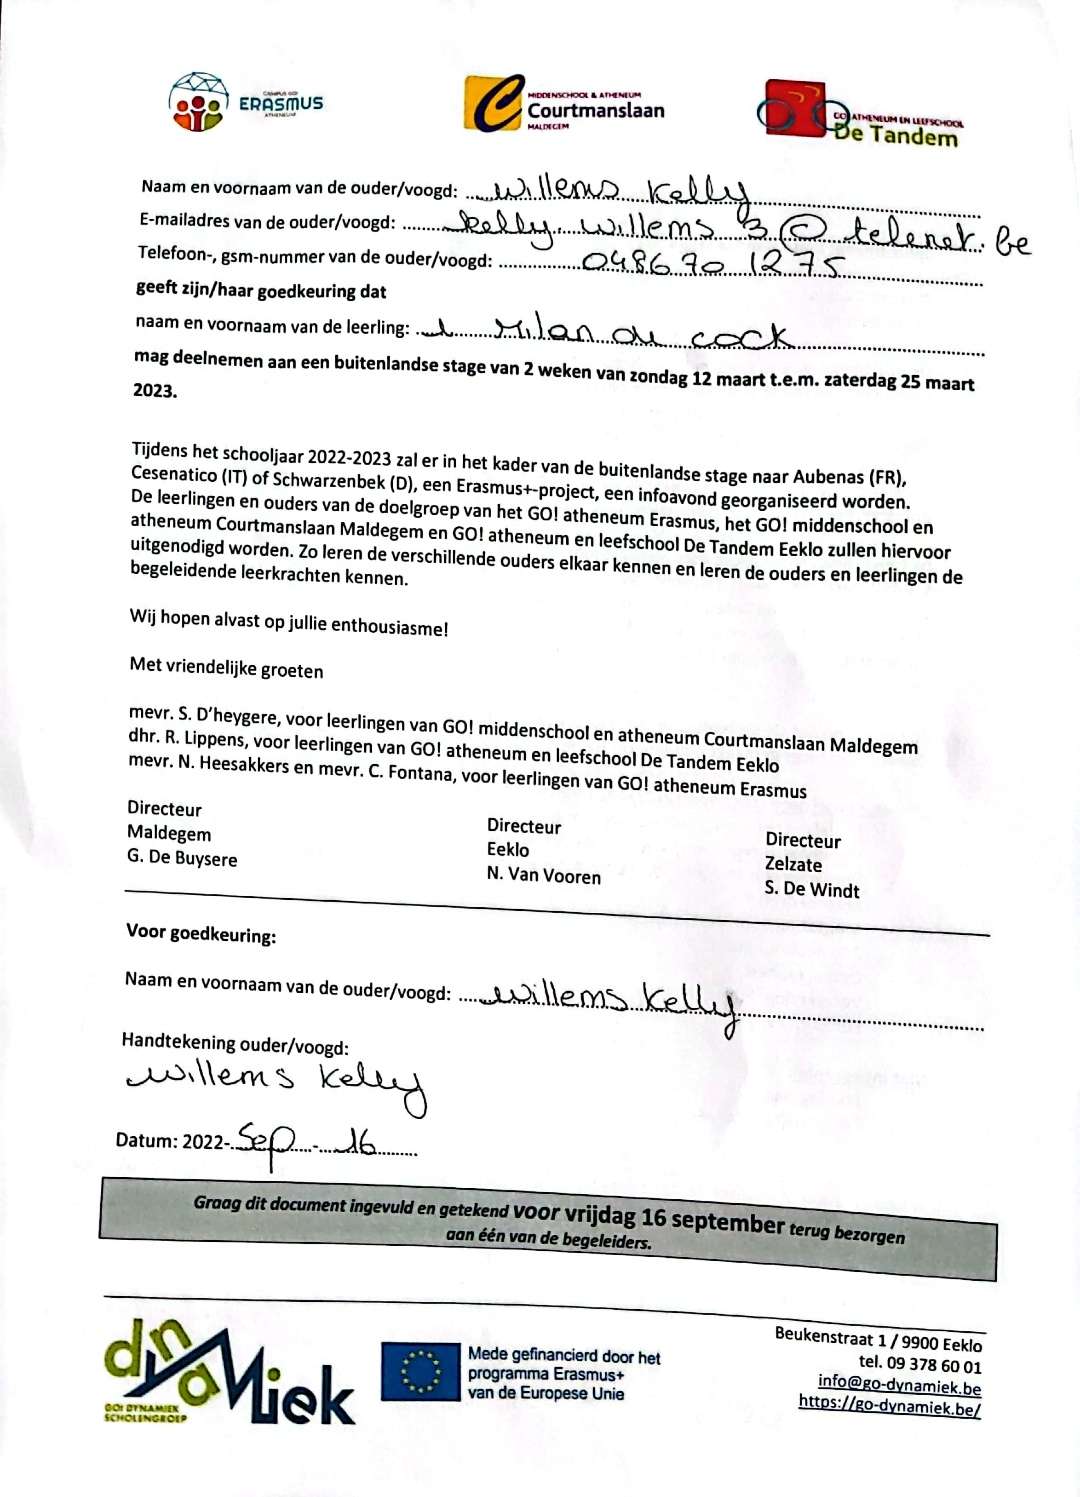 CAMPUS GO!
ERASMUS
ATHENEUM
MIDDENSCHOOL & ATHENEUM
Courtmanslaan
MALDEGEM
GO! ATHENEUM EN LEEFSCHOOL
De Tandem
Naam en voornaam van de ouder/voogd: Willems Kelly
E-mailadres van de ouder/voogd: kelly.willems3@telenet.be
Telefoon-, gsm-nummer van de ouder/voogd: 0486701275
geeft zijn/haar goedkeuring dat
naam en voornaam van de leerling: Milan cock
mag deelnemen aan een buitenlandse stage van 2 weken van zondag 12 maart t.e.m. zaterdag 25 maart
2023.
Tijdens het schooljaar 2022-2023 zal er in het kader van de buitenlandse stage naar Aubenas (FR),
Cesenatico (IT) of Schwarzenbek (D), een Erasmus+-project, een infoavond georganiseerd worden.
De leerlingen en ouders van de doelgroep van het GO! atheneum Erasmus, het GO! middenschool en
atheneum Courtmanslaan Maldegem en GO! atheneum en leefschool De Tandem Eeklo zullen hiervoor
uitgenodigd worden. Zo leren de verschillende ouders elkaar kennen en leren de ouders en leerlingen de
begeleidende leerkrachten kennen.
Wij hopen alvast op jullie enthousiasme!
Met vriendelijke groeten
mevr. S. D'heygere, voor leerlingen van GO! middenschool en atheneum Courtmanslaan Maldegem
dhr. R. Lippens, voor leerlingen van GO! atheneum en leefschool De Tandem Eeklo
mevr. N. Heesakkers en mevr. C. Fontana, voor leerlingen van GO! atheneum Erasmus
Directeur
Maldegem
G. De Buysere
Directeur
Eeklo
N. Van Vooren
Directeur
Zelzate
S. De Windt
Voor goedkeuring:
Naam en voornaam van de ouder/voogd: Willems Kelly
Handtekening ouder/voogd:
Willems Kelly
Datum: 2022-Sep-16
Graag dit document ingevuld en getekend voor vrijdag 16 september terug bezorgen
aan één van de begeleiders.
dynamiek
GO! DYNAMIEK
SCHOLENGROEP
Mede gefinancierd door het
programma Erasmus+
van de Europese Unie
Beukenstraat 1 / 9900 Eeklo
tel. 09 378 60 01
info@go-dynamiek.be
https://go-dynamiek.be/